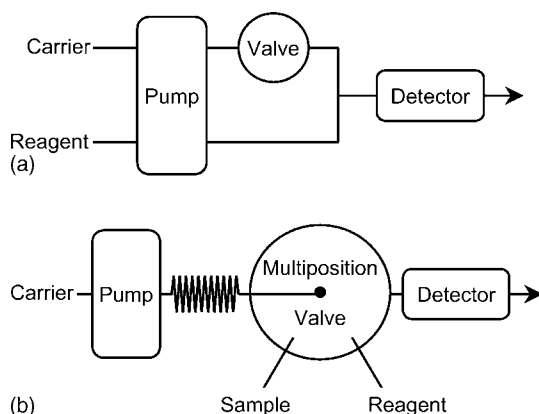 Carrier
Valve
Pump
Detector
Reagent
(a)
Multiposition
Carrier
Pump
Detector
Valve
(b)
Sample
Reagent